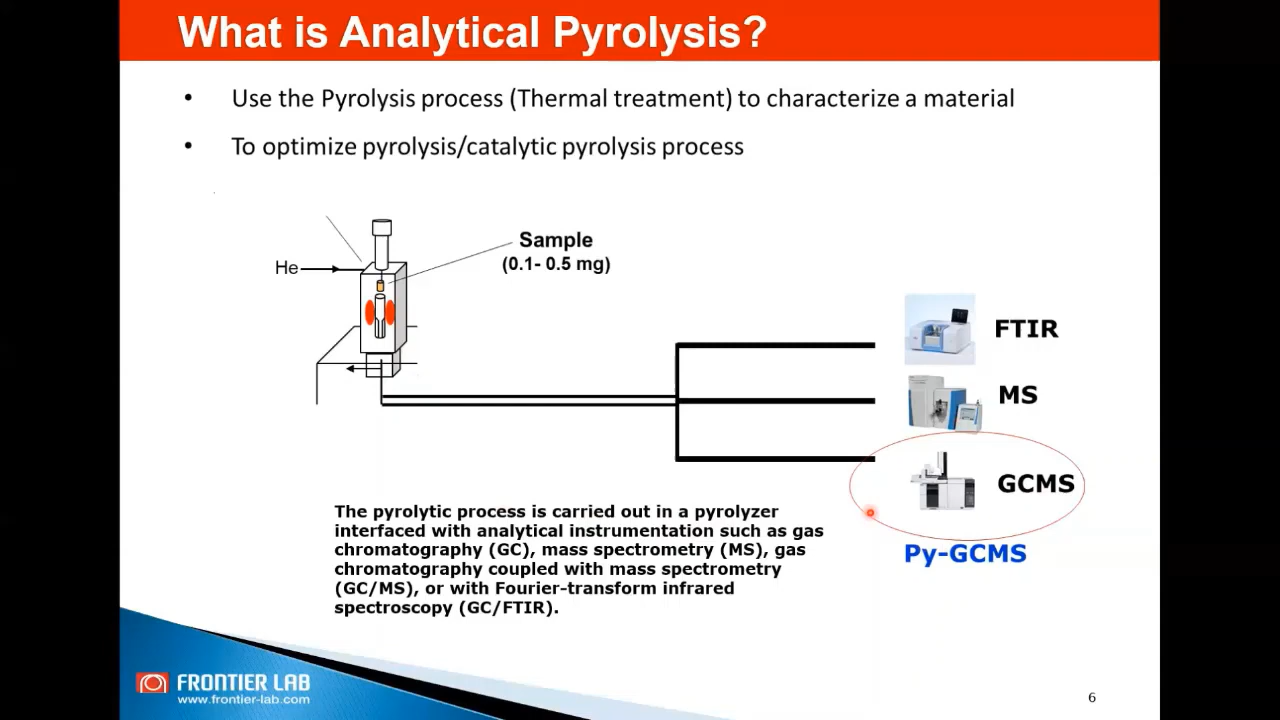 What is Analytical Pyrolysis?
• Use the Pyrolysis process (Thermal treatment) to characterize a material
• To optimize pyrolysis/catalytic pyrolysis process
Sample
(0.1- 0.5 mg)
He
FTIR
MS
GCMS
Py-GCMS
The pyrolytic process is carried out in a pyrolyzer
interfaced with analytical instrumentation such as gas
chromatography (GC), mass spectrometry (MS), gas
chromatography coupled with mass spectrometry
(GC/MS), or with Fourier-transform infrared
spectroscopy (GC/FTIR).
FRONTIER LAB
www.frontier-lab.com
6